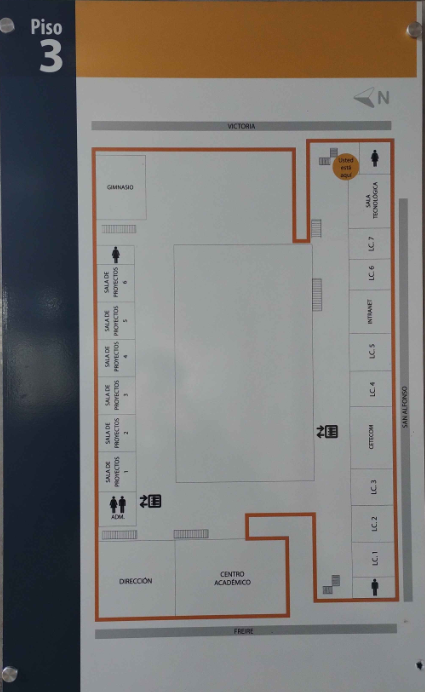 Piso
3
N
VICTORIA
Usted
está
aquí
GIMNASIO
SALA
TECNOLÓGICA
LC. 7
LC. 6
INTRANET
LC. 5
LC. 4
CETECOM
LC. 3
LC. 2
LC. 1
SAN ALFONSO
SALA DE
PROYECTOS
6
SALA DE
PROYECTOS
5
SALA DE
PROYECTOS
4
SALA DE
PROYECTOS
3
SALA DE
PROYECTOS
2
SALA DE
PROYECTOS
1
ADM.
DIRECCIÓN
CENTRO
ACADÉMICO
FREIRE